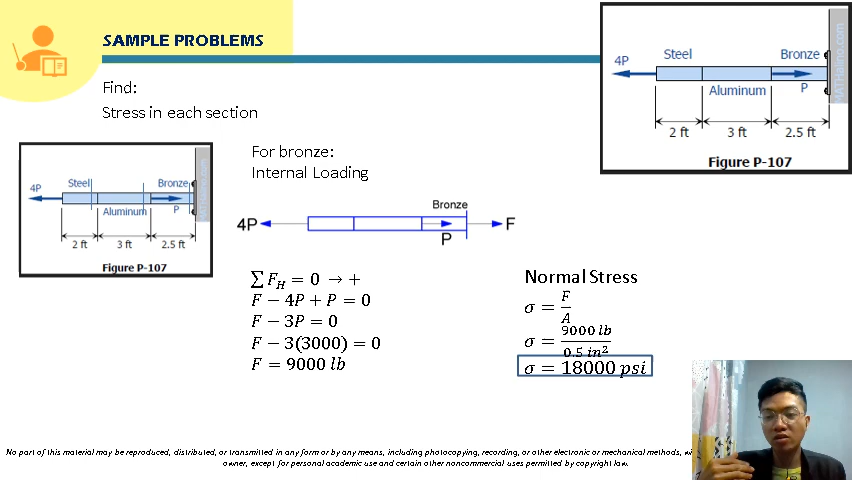 SAMPLE PROBLEMS
Find:
Stress in each section
4P
Steel
Bronze
Aluminum
P
2 ft
3 ft
2.5 ft
Figure P-107
MATHalino.com
For bronze:
Internal Loading
4P
Steel
Bronze
Aluminum
P
2 ft
3 ft
2.5 ft
Figure P-107
Bronze
4P
F
P
∑ F_H = 0 → +
F − 4P + P = 0
F − 3P = 0
F − 3(3000) = 0
F = 9000 lb
Normal Stress
σ = F/A
σ = 9000 lb / 0.5 in²
σ = 18000 psi
No part of this material may be reproduced, distributed, or transmitted in any form or by any means, including photocopying, recording, or other electronic or mechanical methods, wi
owner, except for personal academic use and certain other noncommercial uses permitted by copyright law.